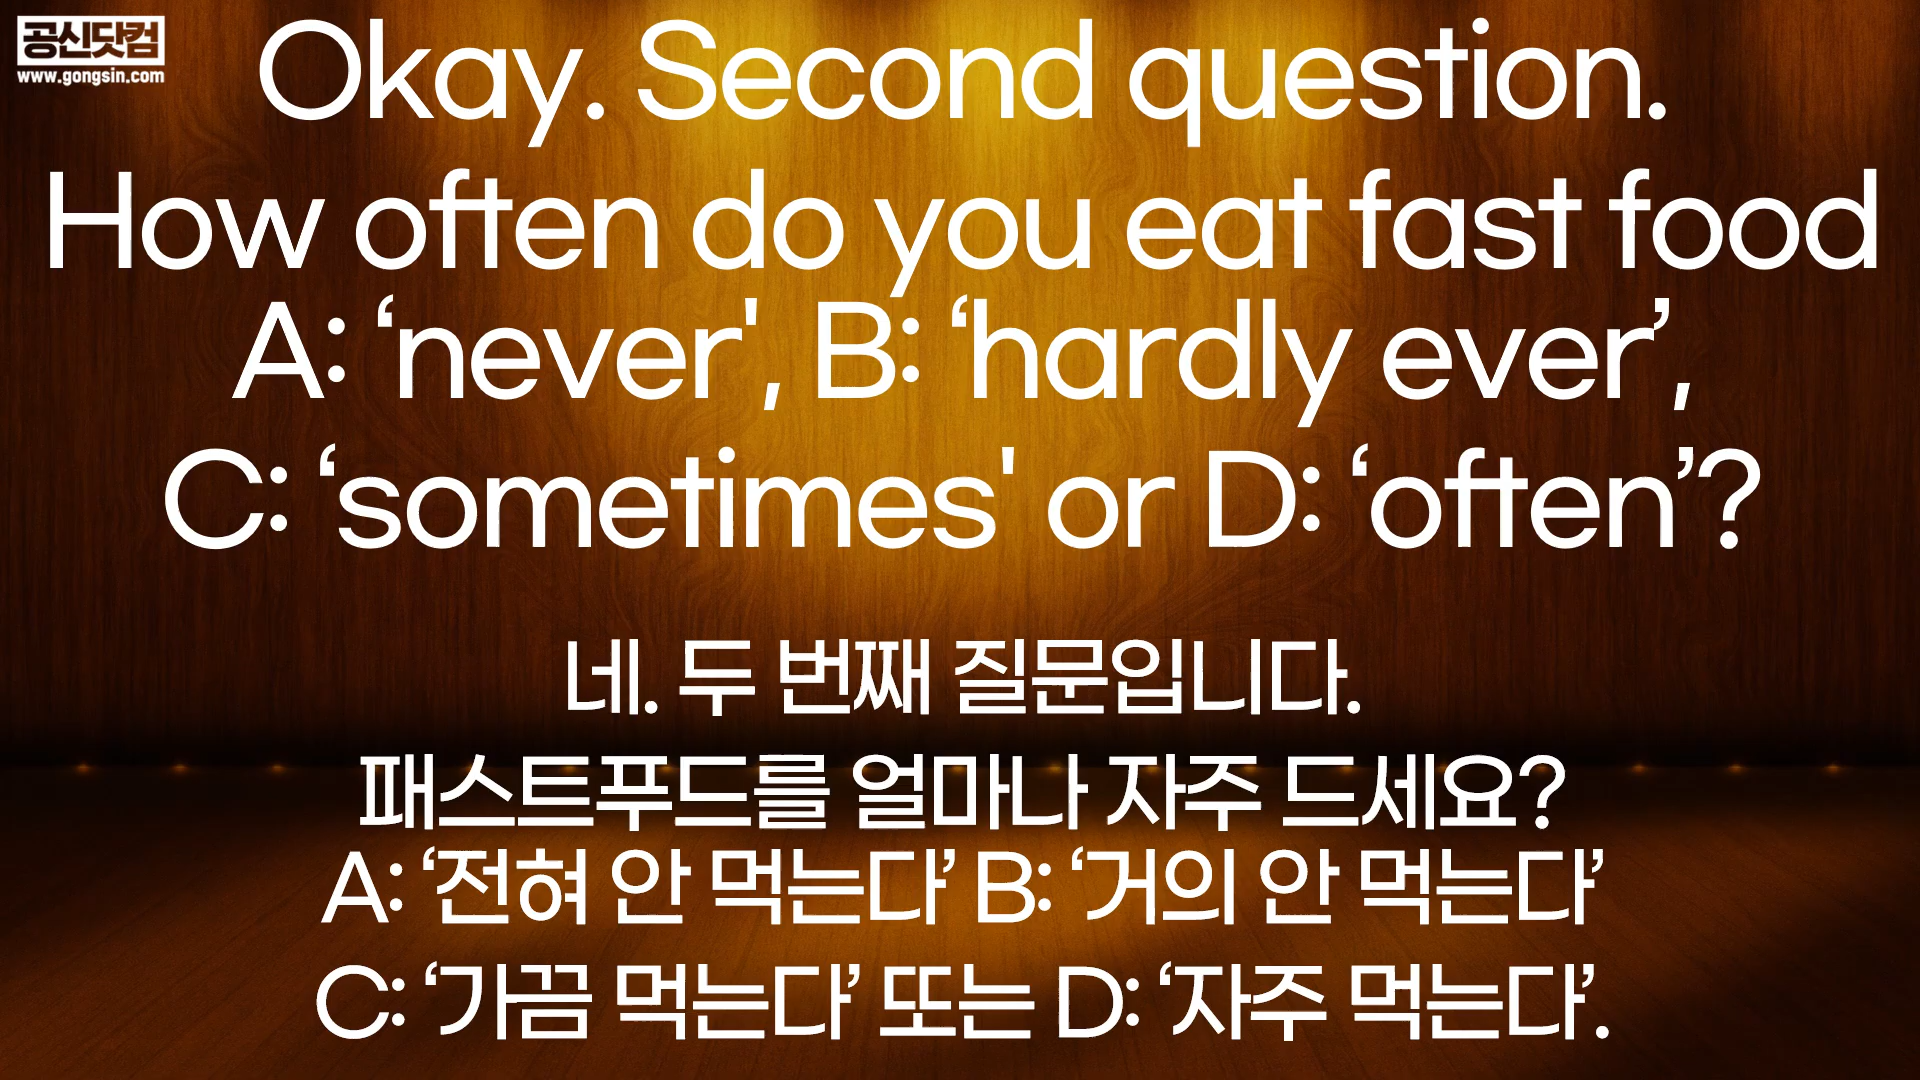 공신닷컴
www.gongsin.com
Okay. Second question.
How often do you eat fast food
A: ‘never', B: ‘hardly ever’,
C: ‘sometimes' or D: ‘often’?
네. 두 번째 질문입니다.
패스트푸드를 얼마나 자주 드세요?
A: ‘전혀 안 먹는다’ B: ‘거의 안 먹는다’
C: ‘가끔 먹는다’ 또는 D: ‘자주 먹는다’.